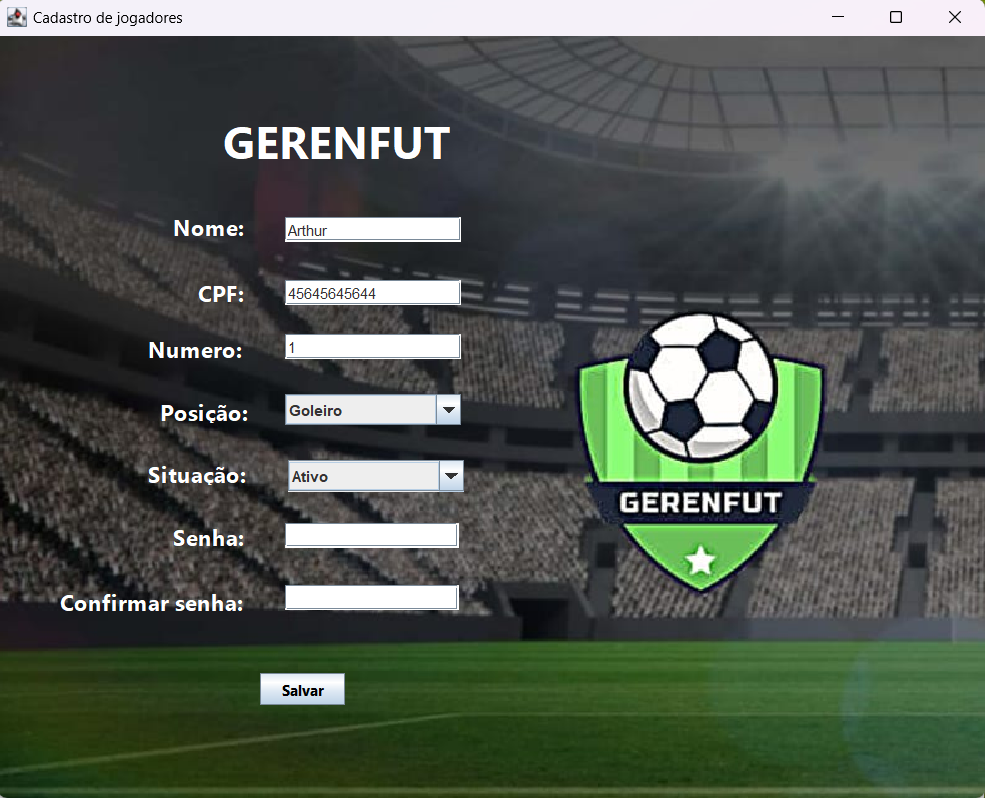 Cadastro de jogadores
GERENFUT
Nome: Arthur
CPF: 45645645644
Numero: 1
Posição: Goleiro
Situação: Ativo
Senha:
Confirmar senha:
Salvar
GERENFUT